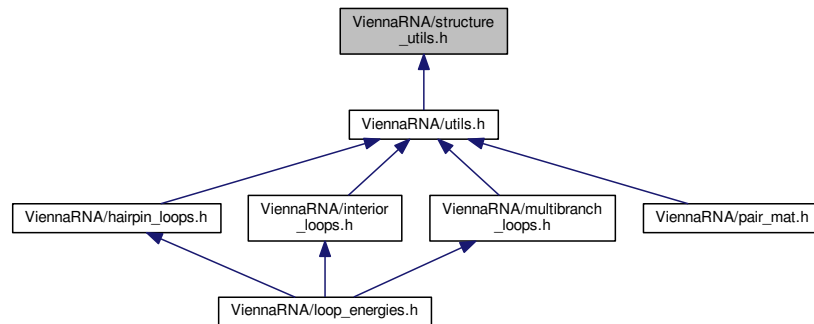 ViennaRNA/structure
_utils.h
ViennaRNA/utils.h
ViennaRNA/hairpin_loops.h
ViennaRNA/interior
_loops.h
ViennaRNA/multibranch
_loops.h
ViennaRNA/pair_mat.h
ViennaRNA/loop_energies.h